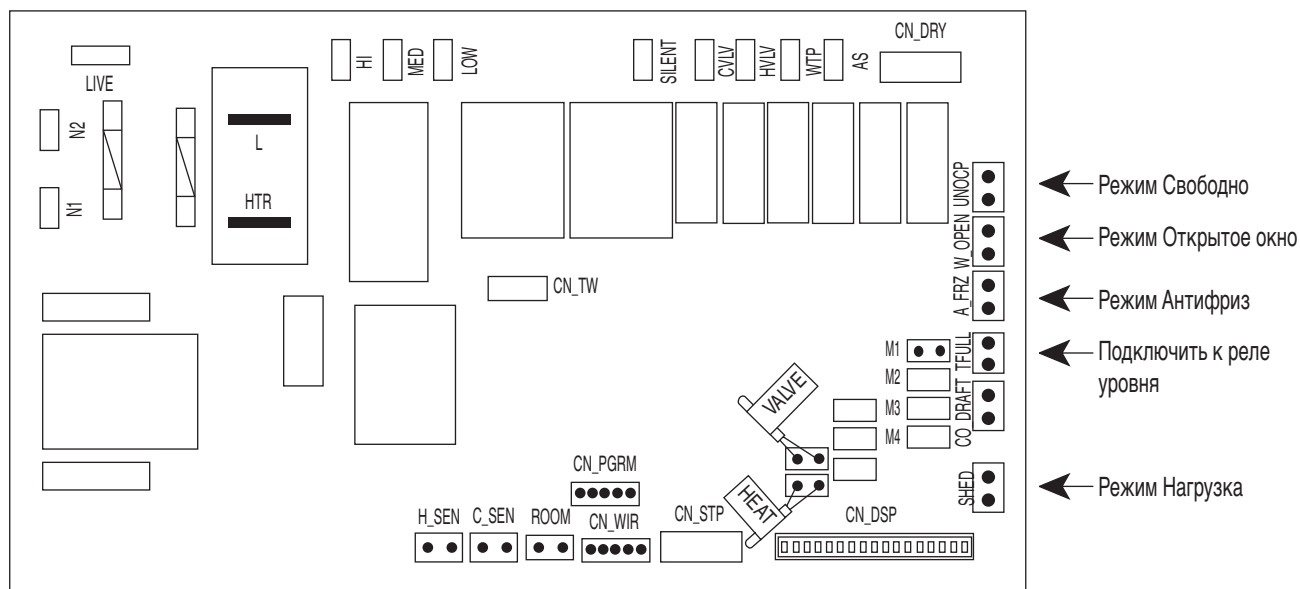 LIVE
N2
N1
L
HTR
HI
MED
LOW
SILENT
CVLV
HVLV
WTP
AS
CN_DRY
UNOCP
Режим Свободно
W_OPEN
Режим Открытое окно
A_FRZ
Режим Антифриз
TFULL
Подключить к реле
уровня
CN_TW
M1
M2
M3
M4
CO_DRAFT
VALVE
HEAT
SHED
Режим Нагрузка
CN_PGRM
H_SEN
C_SEN
ROOM
CN_WIR
CN_STP
CN_DSP